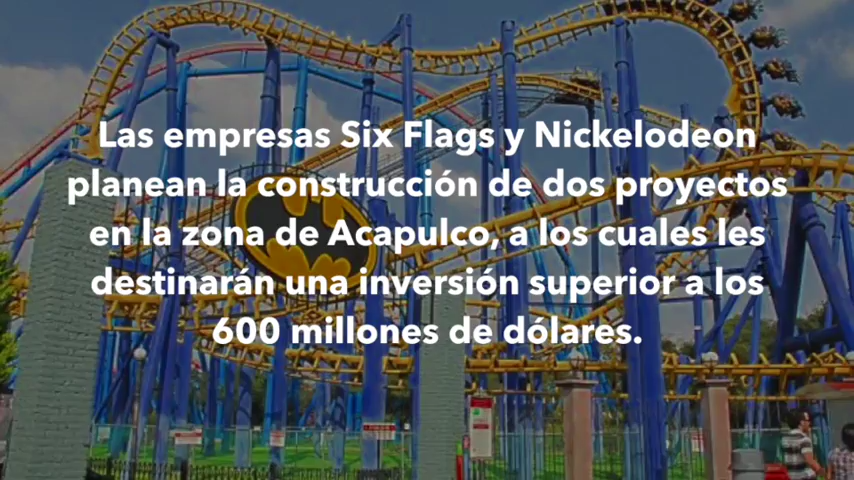 Las empresas Six Flags y Nickelodeon
planean la construcción de dos proyectos
en la zona de Acapulco, a los cuales les
destinarán una inversión superior a los
600 millones de dólares.